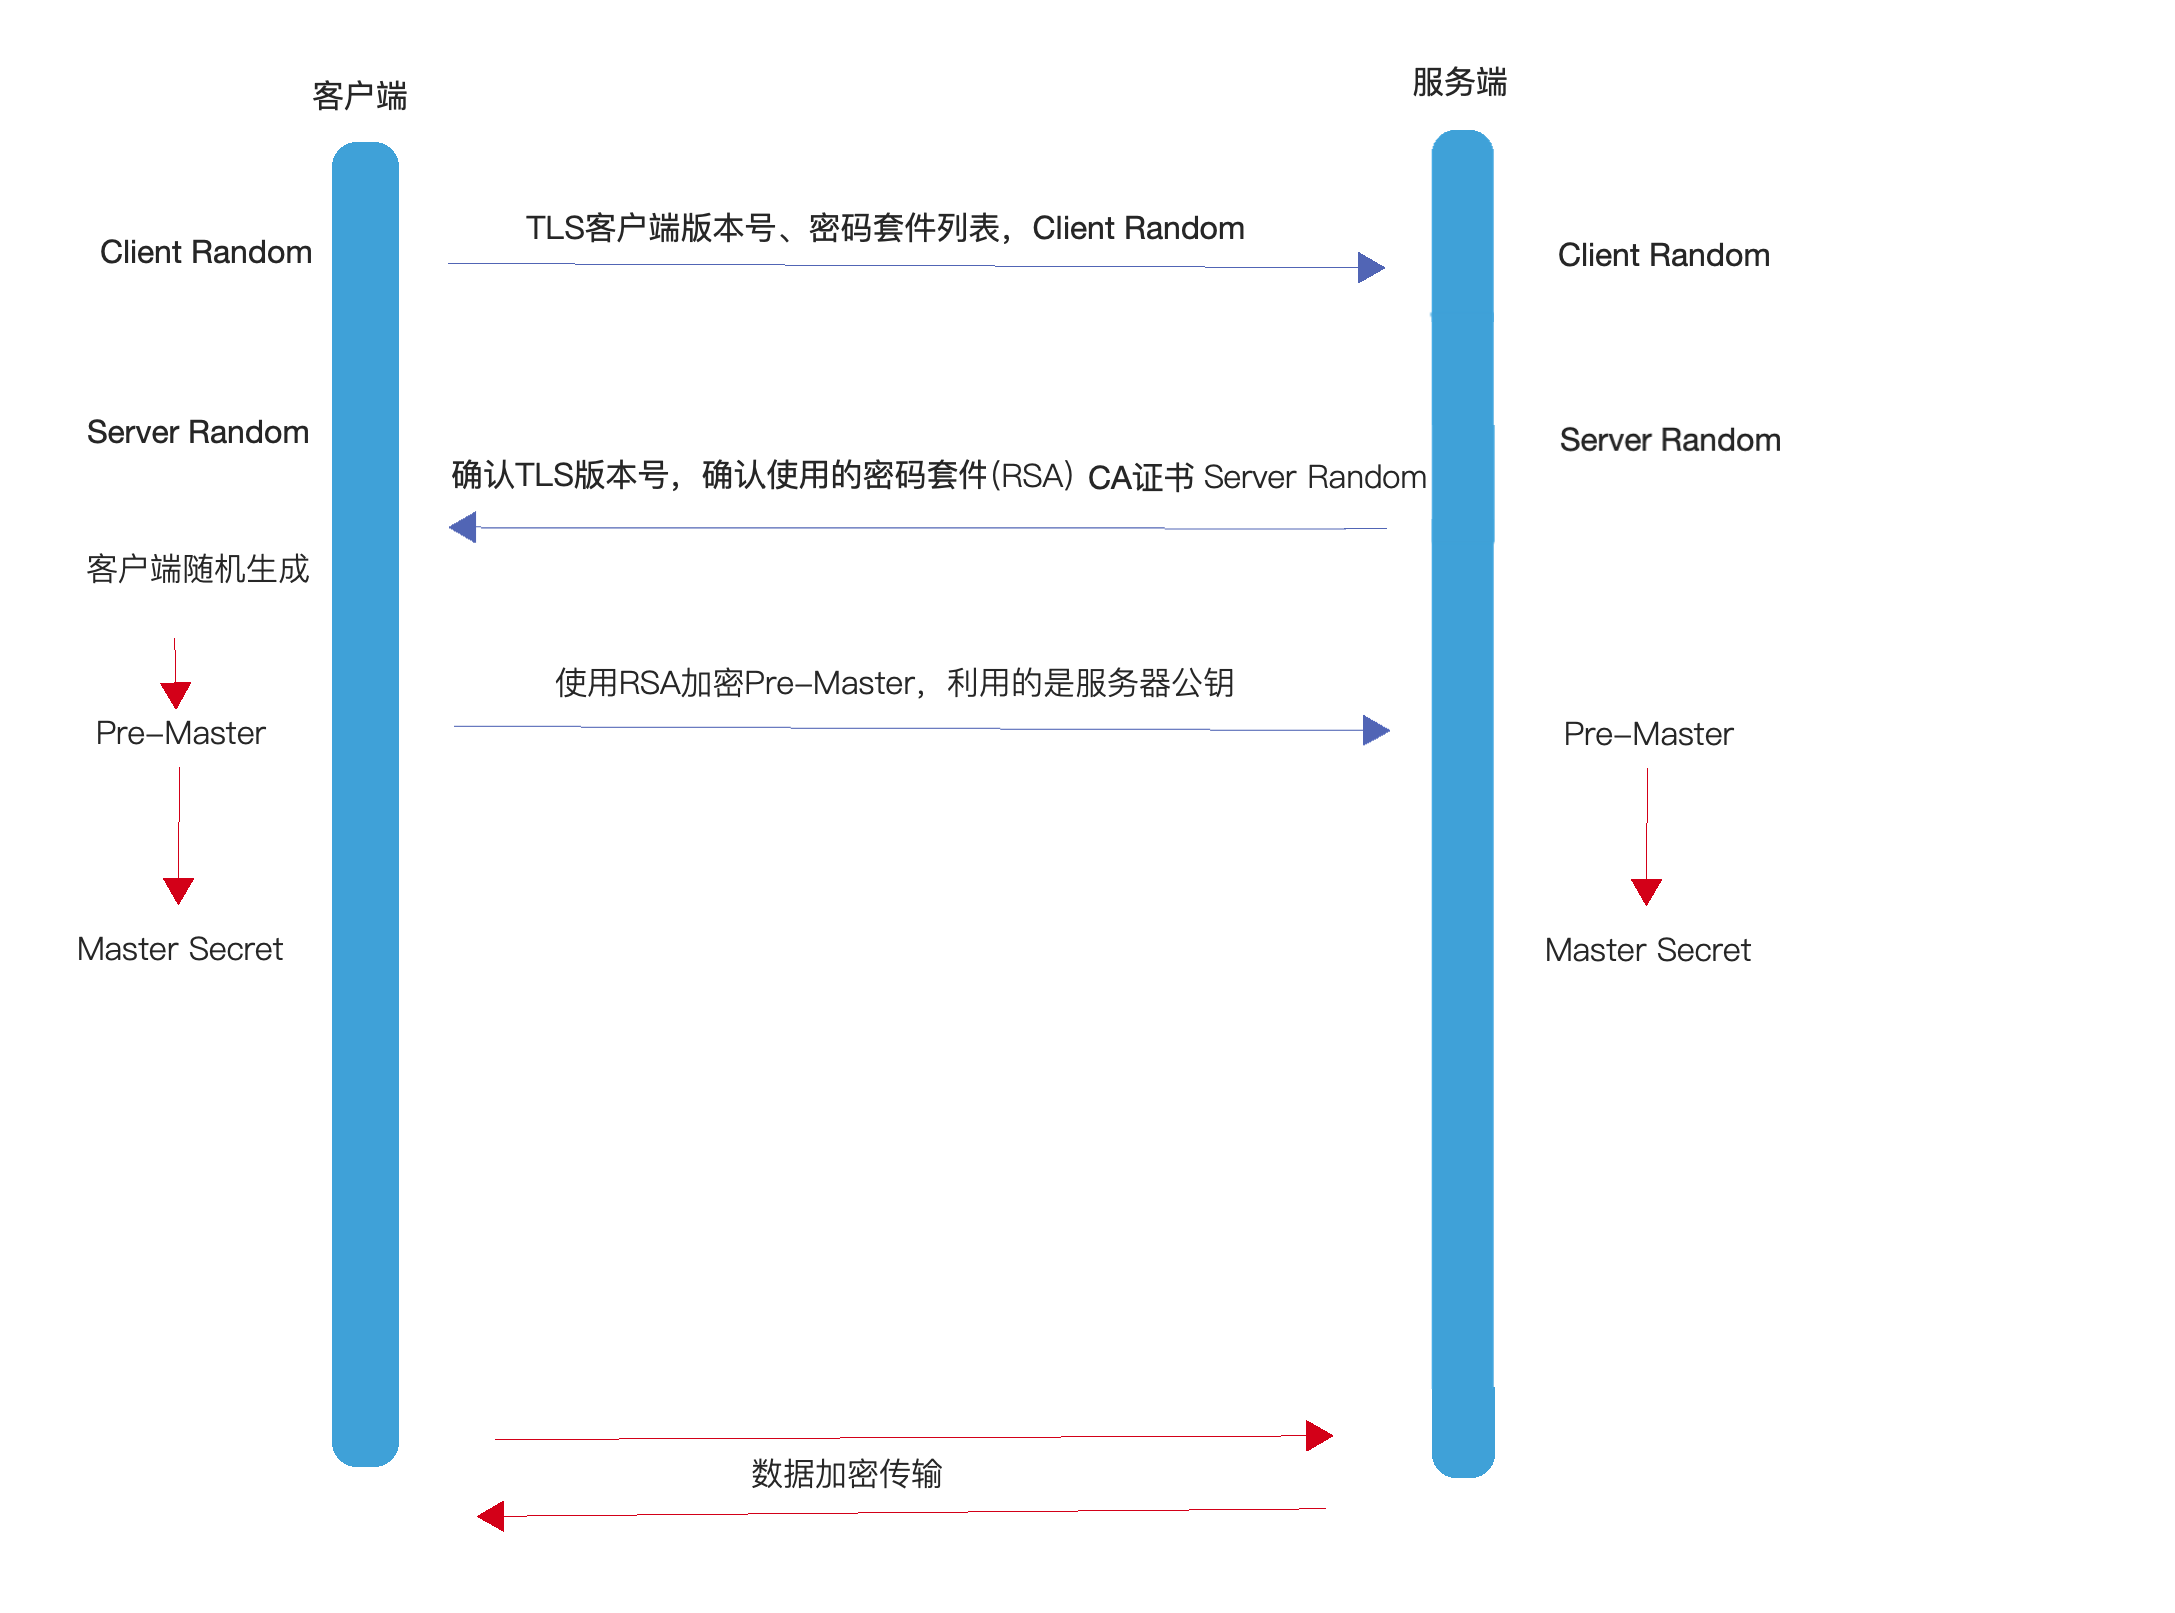 客户端
服务端
TLS客户端版本号、密码套件列表，Client Random
Client Random
Client Random
Server Random
Server Random
确认TLS版本号，确认使用的密码套件(RSA) CA证书 Server Random
客户端随机生成
使用RSA加密Pre-Master，利用的是服务器公钥
Pre-Master
Pre-Master
Master Secret
Master Secret
数据加密传输